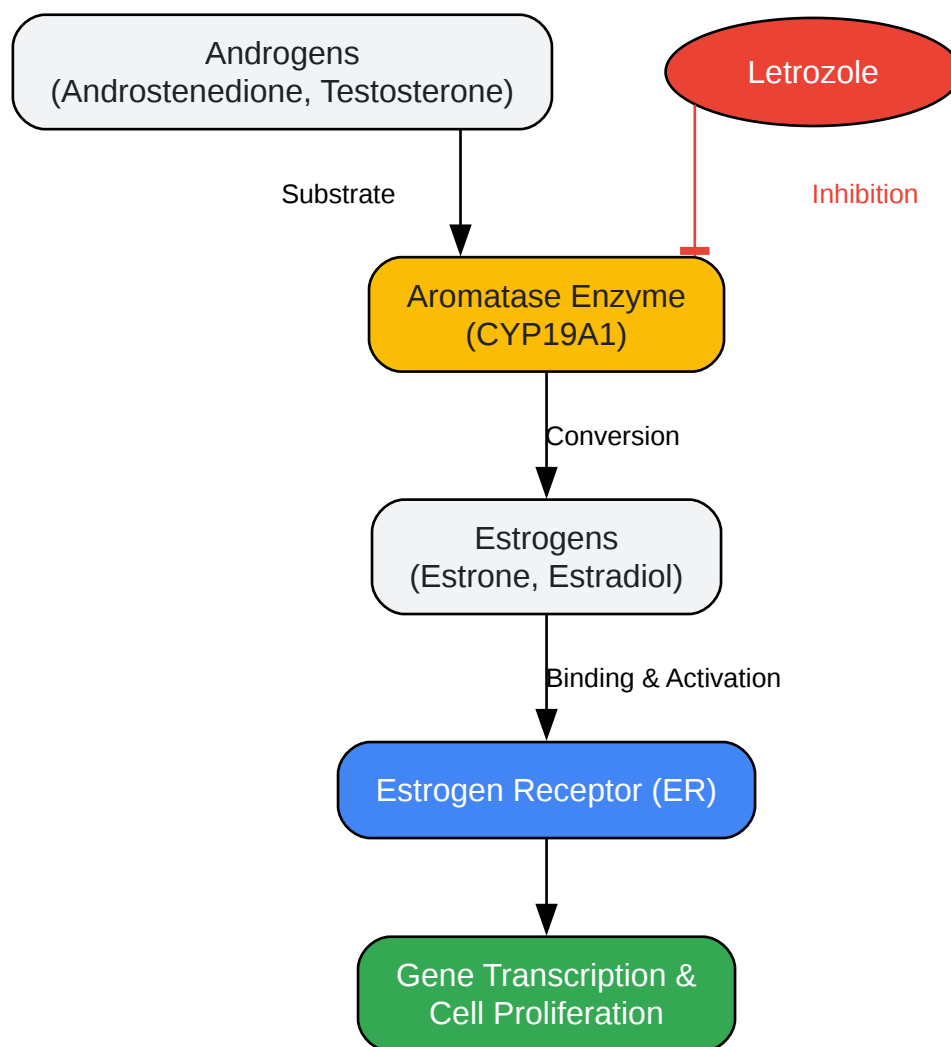 Androgens
(Androstenedione, Testosterone)
Letrozole
Substrate
Inhibition
Aromatase Enzyme
(CYP19A1)
Conversion
Estrogens
(Estrone, Estradiol)
Binding & Activation
Estrogen Receptor (ER)
Gene Transcription &
Cell Proliferation